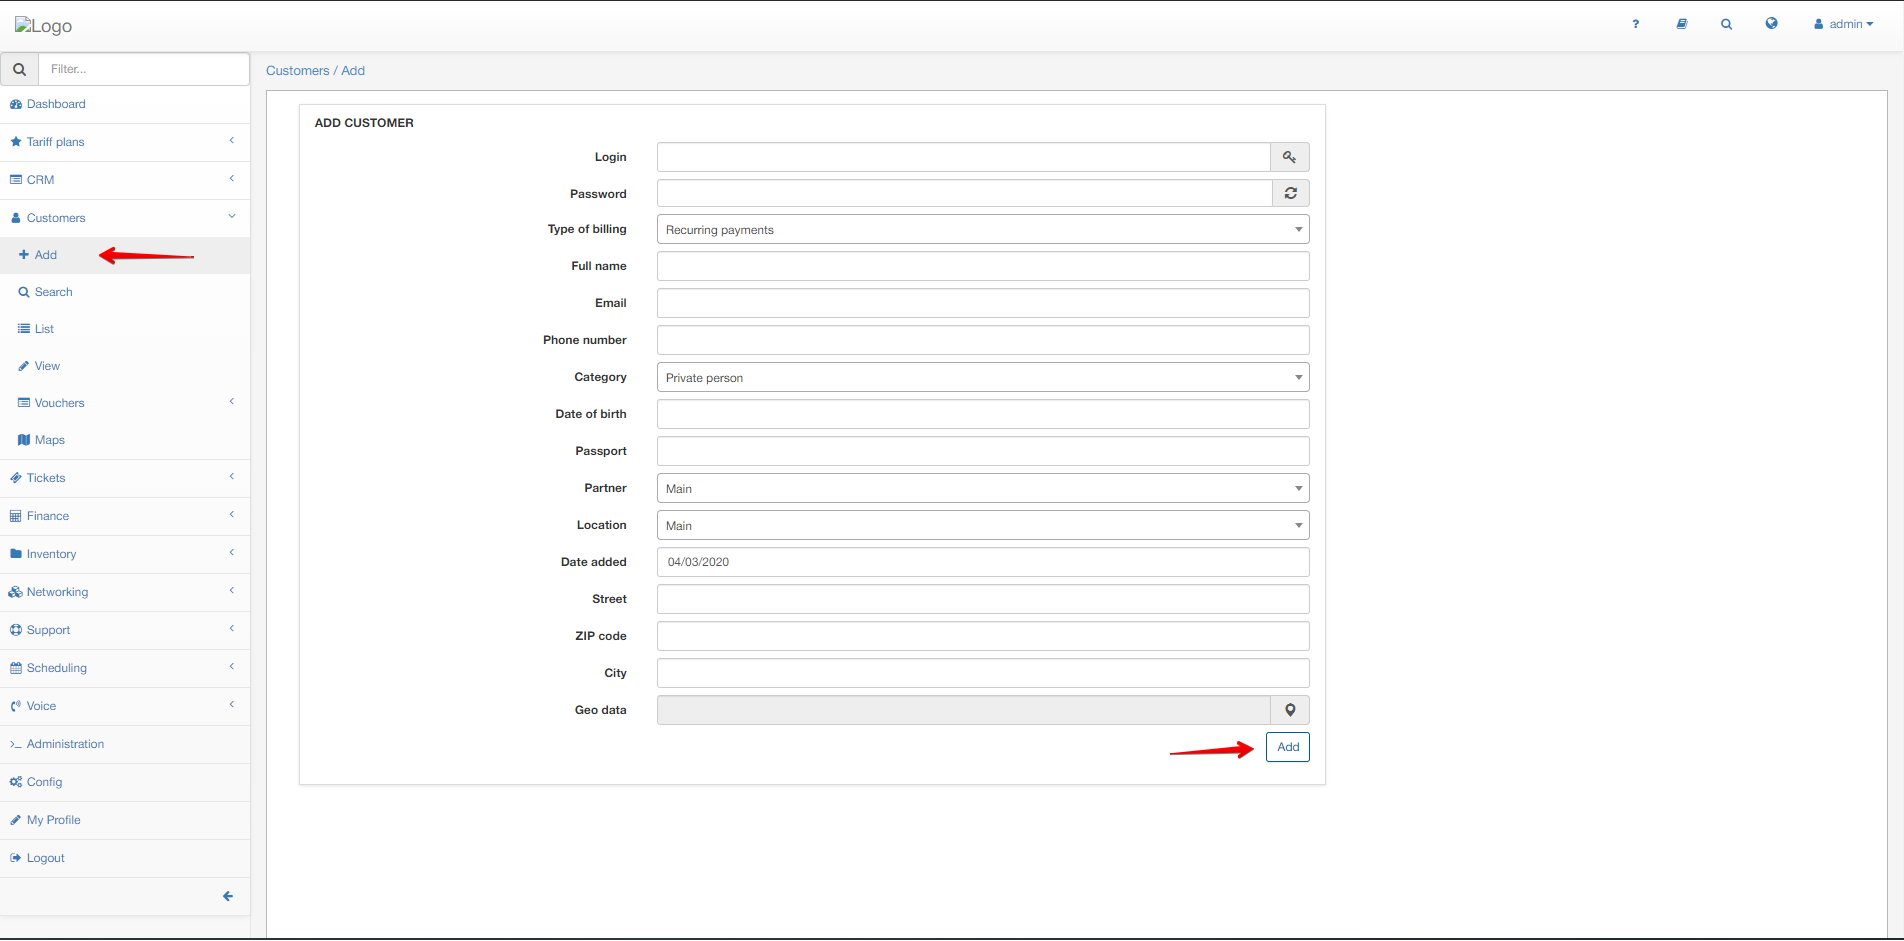 Logo
?
admin
Filter...
Customers / Add
Dashboard
Tariff plans
CRM
Customers
Add
Search
List
View
Vouchers
Maps
Tickets
Finance
Inventory
Networking
Support
Scheduling
Voice
Administration
Config
My Profile
Logout
ADD CUSTOMER
Login
Password
Type of billing Recurring payments
Full name
Email
Phone number
Category Private person
Date of birth
Passport
Partner Main
Location Main
Date added 04/03/2020
Street
ZIP code
City
Geo data
Add